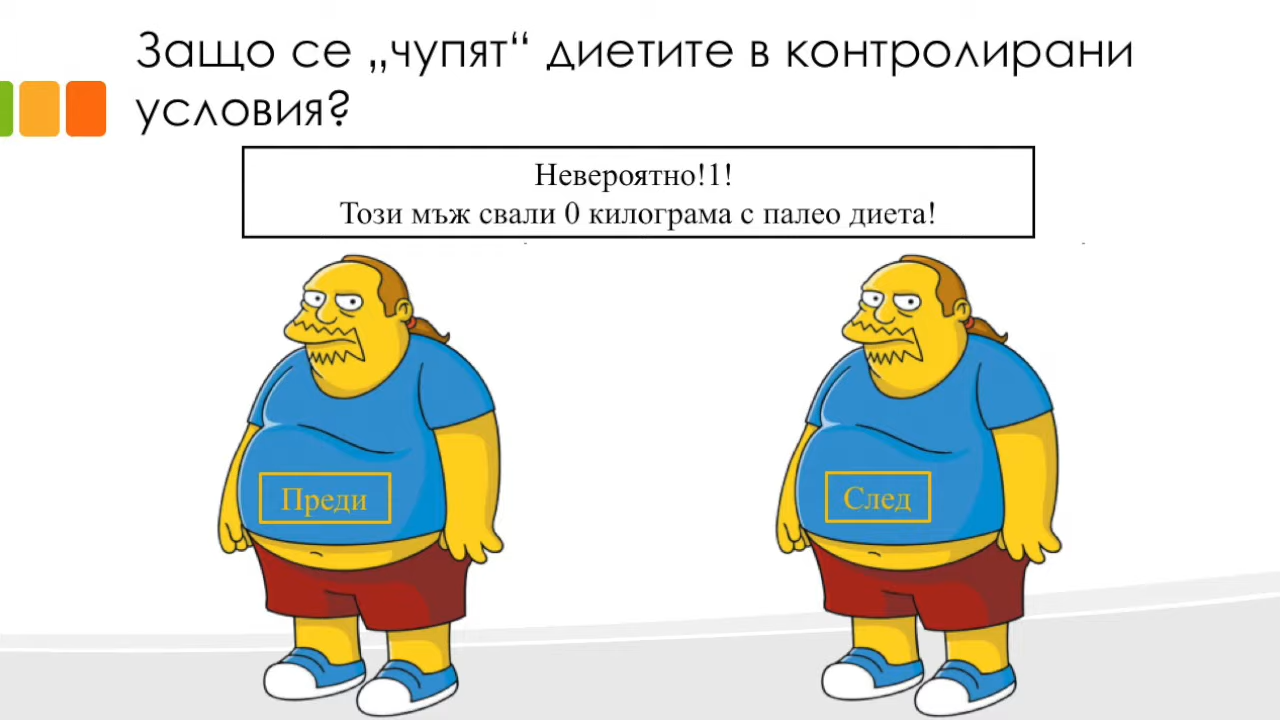 Защо се „чупят“ диетите в контролирани
условия?
Невероятно!1!
Този мъж свали 0 килограма с палео диета!
Преди
След